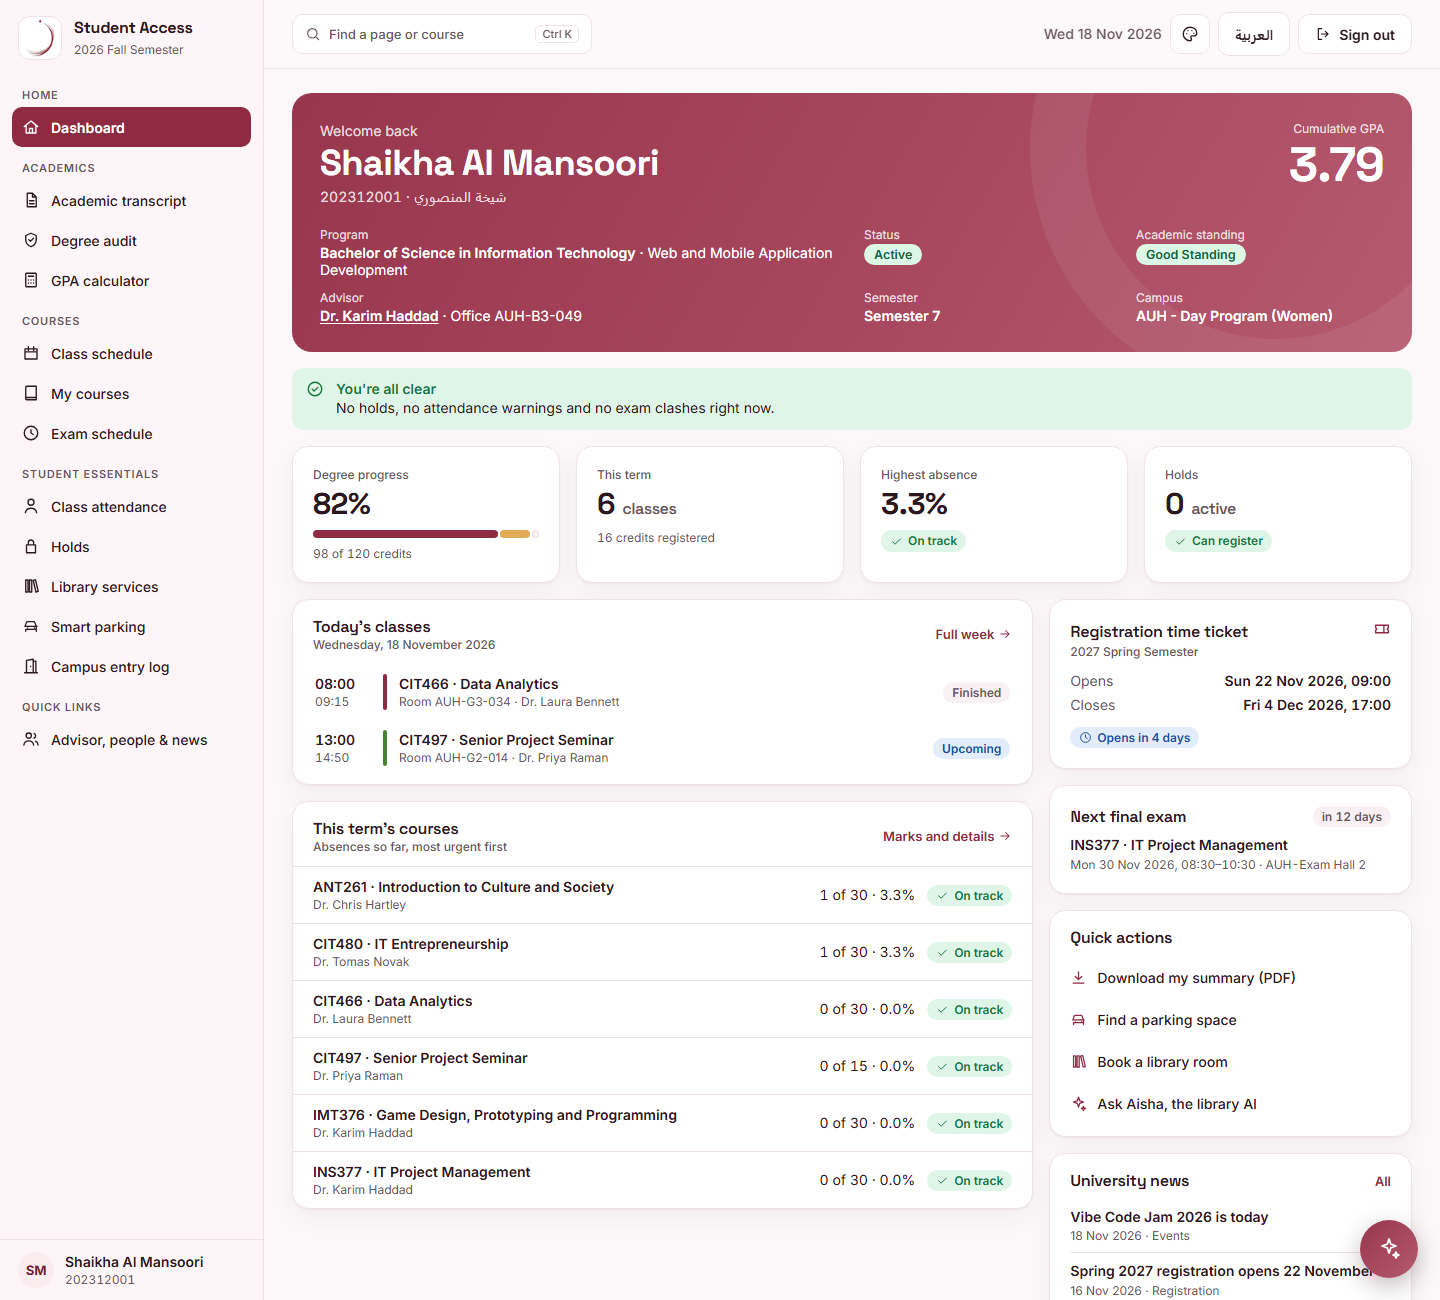 Student Access
2026 Fall Semester
HOME
Dashboard
ACADEMICS
Academic transcript
Degree audit
GPA calculator
COURSES
Class schedule
My courses
Exam schedule
STUDENT ESSENTIALS
Class attendance
Holds
Library services
Smart parking
Campus entry log
QUICK LINKS
Advisor, people & news
SM
Shaikha Al Mansoori
202312001
Find a page or course
Ctrl K
Wed 18 Nov 2026
العربية
Sign out
Welcome back
Shaikha Al Mansoori
202312001 · شيخة المنصوري
Cumulative GPA
3.79
Program
Bachelor of Science in Information Technology · Web and Mobile Application
Development
Status
Active
Academic standing
Good Standing
Advisor
Dr. Karim Haddad · Office AUH-B3-049
Semester
Semester 7
Campus
AUH - Day Program (Women)
You're all clear
No holds, no attendance warnings and no exam clashes right now.
Degree progress
82%
98 of 120 credits
This term
6 classes
16 credits registered
Highest absence
3.3%
On track
Holds
0 active
Can register
Today's classes
Wednesday, 18 November 2026
Full week →
08:00
09:15
CIT466 · Data Analytics
Room AUH-G3-034 · Dr. Laura Bennett
Finished
13:00
14:50
CIT497 · Senior Project Seminar
Room AUH-G2-014 · Dr. Priya Raman
Upcoming
This term's courses
Absences so far, most urgent first
Marks and details →
ANT261 · Introduction to Culture and Society
Dr. Chris Hartley
1 of 30 · 3.3%
On track
CIT480 · IT Entrepreneurship
Dr. Tomas Novak
1 of 30 · 3.3%
On track
CIT466 · Data Analytics
Dr. Laura Bennett
0 of 30 · 0.0%
On track
CIT497 · Senior Project Seminar
Dr. Priya Raman
0 of 15 · 0.0%
On track
IMT376 · Game Design, Prototyping and Programming
Dr. Karim Haddad
0 of 30 · 0.0%
On track
INS377 · IT Project Management
Dr. Karim Haddad
0 of 30 · 0.0%
On track
Registration time ticket
2027 Spring Semester
Opens
Sun 22 Nov 2026, 09:00
Closes
Fri 4 Dec 2026, 17:00
Opens in 4 days
Next final exam
in 12 days
INS377 · IT Project Management
Mon 30 Nov 2026, 08:30–10:30 · AUH-Exam Hall 2
Quick actions
Download my summary (PDF)
Find a parking space
Book a library room
Ask Aisha, the library AI
University news
All
Vibe Code Jam 2026 is today
18 Nov 2026 · Events
Spring 2027 registration opens 22 November
16 Nov 2026 · Registration